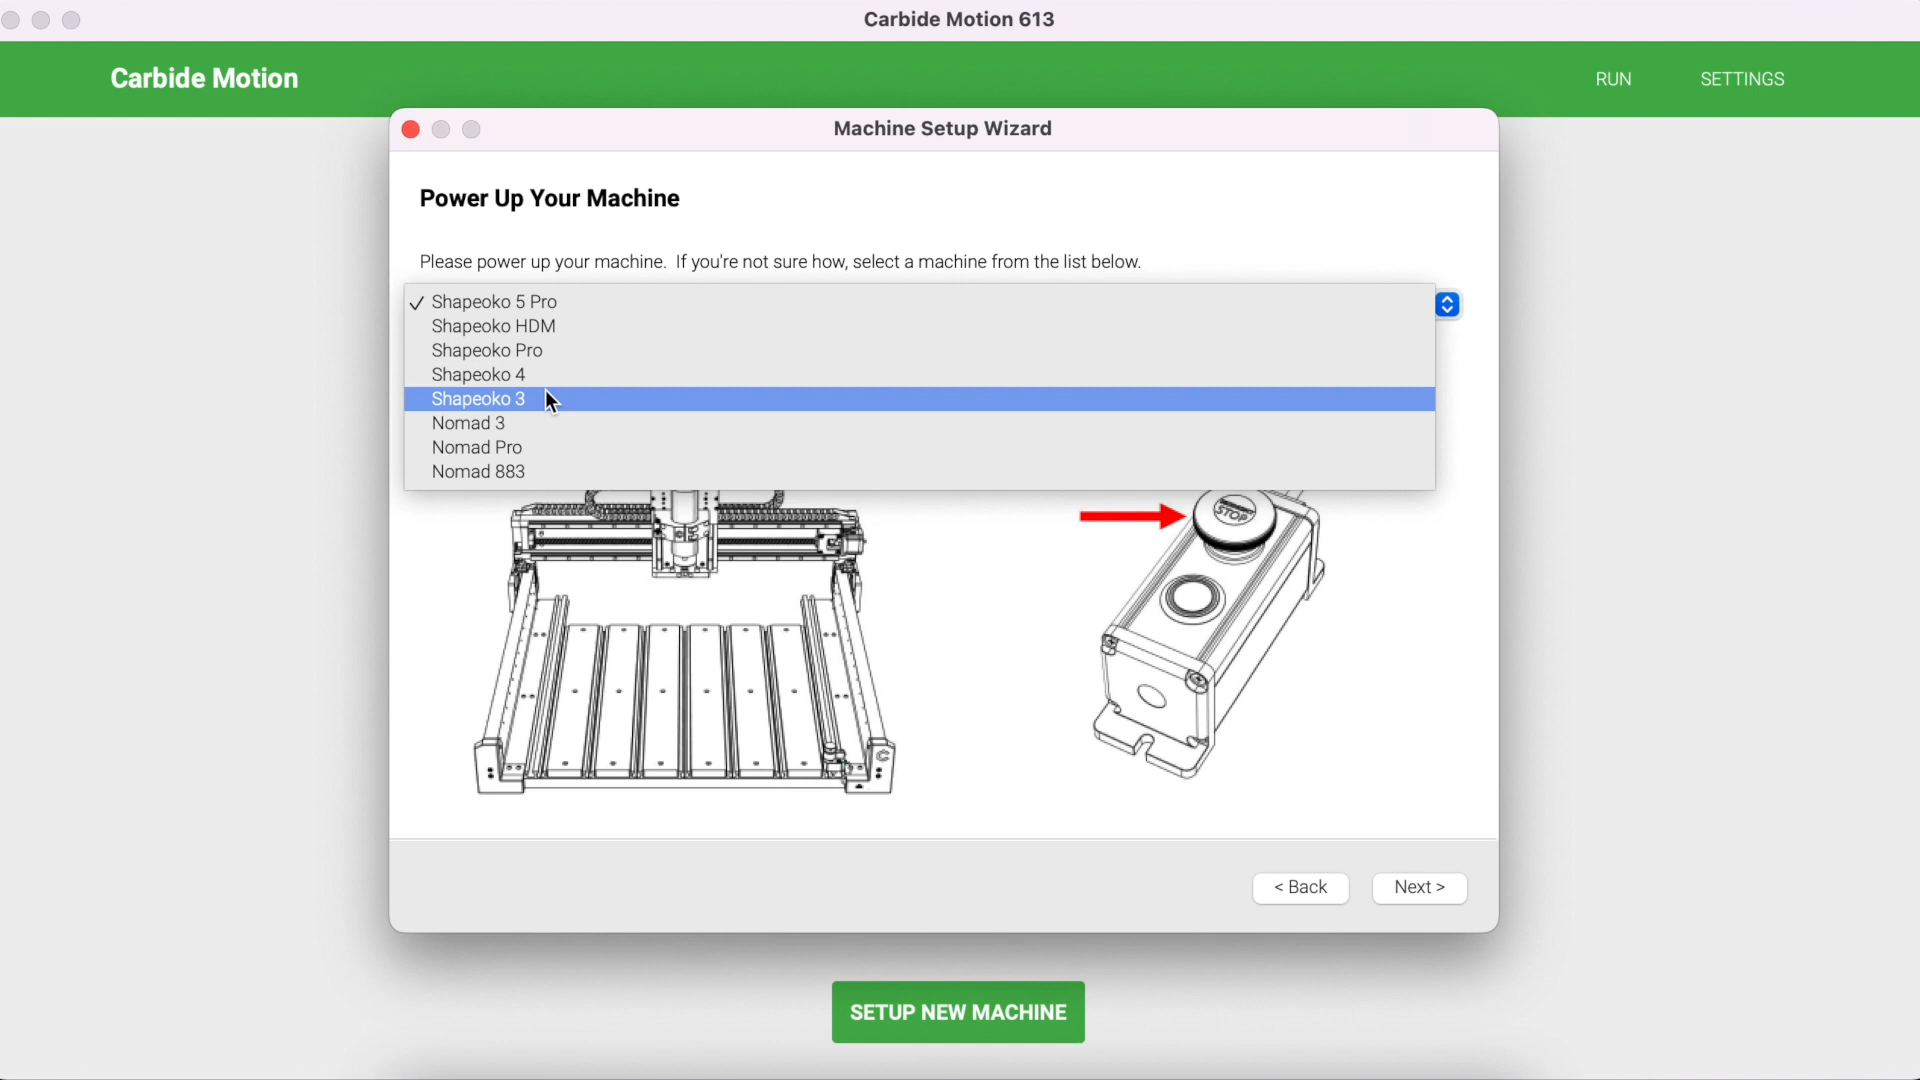 Carbide Motion 613
Carbide Motion
RUN
SETTINGS
Machine Setup Wizard
Power Up Your Machine
Please power up your machine.  If you're not sure how, select a machine from the list below.
✓ Shapeoko 5 Pro
Shapeoko HDM
Shapeoko Pro
Shapeoko 4
Shapeoko 3
Nomad 3
Nomad Pro
Nomad 883
STOP
< Back
Next >
SETUP NEW MACHINE